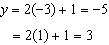 y = 2(-3) + 1 = -5
= 2(1) + 1 = 3